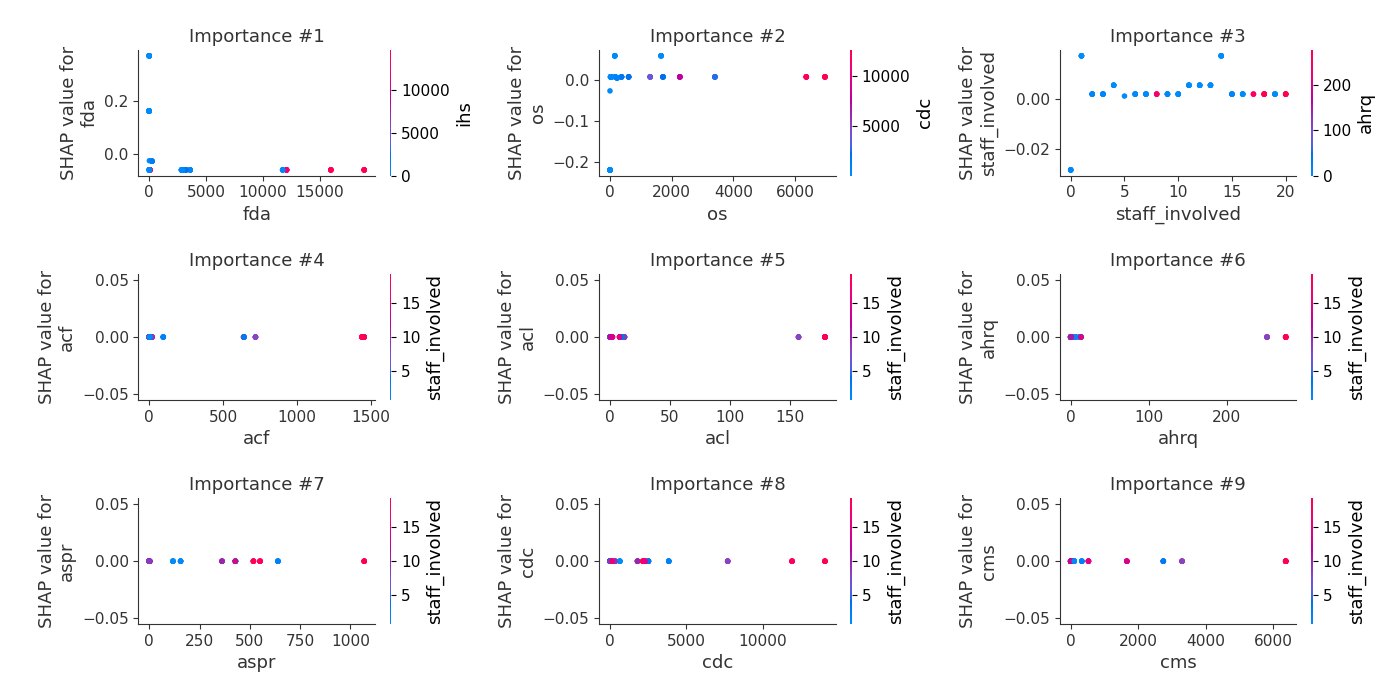 Importance #1
SHAP value for
fda
0.2
0.0
0
5000
10000
15000
fda
10000
5000
0
ihs
Importance #2
SHAP value for
os
0.0
−0.1
−0.2
0
2000
4000
6000
os
10000
5000
cdc
Importance #3
SHAP value for
staff_involved
0.00
−0.02
0
5
10
15
20
staff_involved
200
100
0
ahrq
Importance #4
SHAP value for
acf
0.05
0.00
−0.05
0
500
1000
1500
acf
15
10
5
staff_involved
Importance #5
SHAP value for
acl
0.05
0.00
−0.05
0
50
100
150
acl
15
10
5
staff_involved
Importance #6
SHAP value for
ahrq
0.05
0.00
−0.05
0
100
200
ahrq
15
10
5
staff_involved
Importance #7
SHAP value for
aspr
0.05
0.00
−0.05
0
250
500
750
1000
aspr
15
10
5
staff_involved
Importance #8
SHAP value for
cdc
0.05
0.00
−0.05
0
5000
10000
cdc
15
10
5
staff_involved
Importance #9
SHAP value for
cms
0.05
0.00
−0.05
0
2000
4000
6000
cms
15
10
5
staff_involved